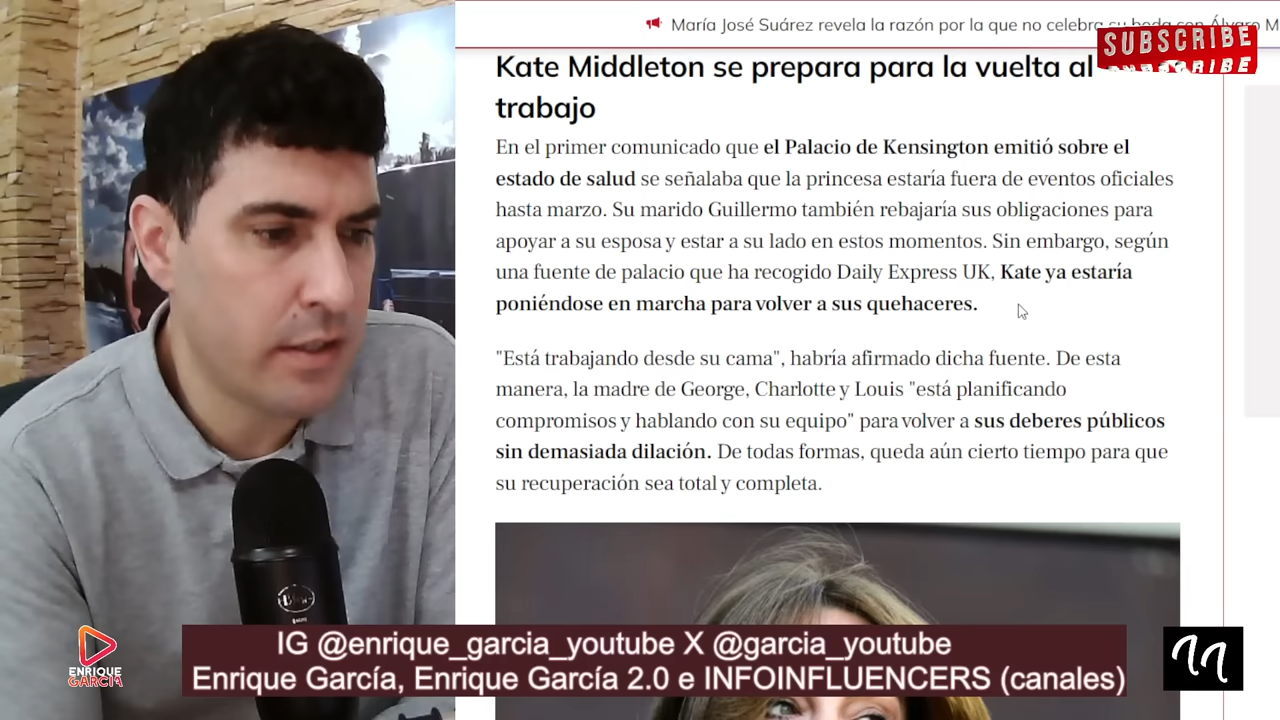 María José Suárez revela la razón por la que no celebra su boda con Álvaro M
SUBSCRIBE
Kate Middleton se prepara para la vuelta al
trabajo
En el primer comunicado que el Palacio de Kensington emitió sobre el
estado de salud se señalaba que la princesa estaría fuera de eventos oficiales
hasta marzo. Su marido Guillermo también rebajaría sus obligaciones para
apoyar a su esposa y estar a su lado en estos momentos. Sin embargo, según
una fuente de palacio que ha recogido Daily Express UK, Kate ya estaría
poniéndose en marcha para volver a sus quehaceres.
"Está trabajando desde su cama", habría afirmado dicha fuente. De esta
manera, la madre de George, Charlotte y Louis "está planificando
compromisos y hablando con su equipo" para volver a sus deberes públicos
sin demasiada dilación. De todas formas, queda aún cierto tiempo para que
su recuperación sea total y completa.
IG @enrique_garcia_youtube X @garcia_youtube
Enrique García, Enrique García 2.0 e INFOINFLUENCERS (canales)
ENRIQUE
GARCÍA